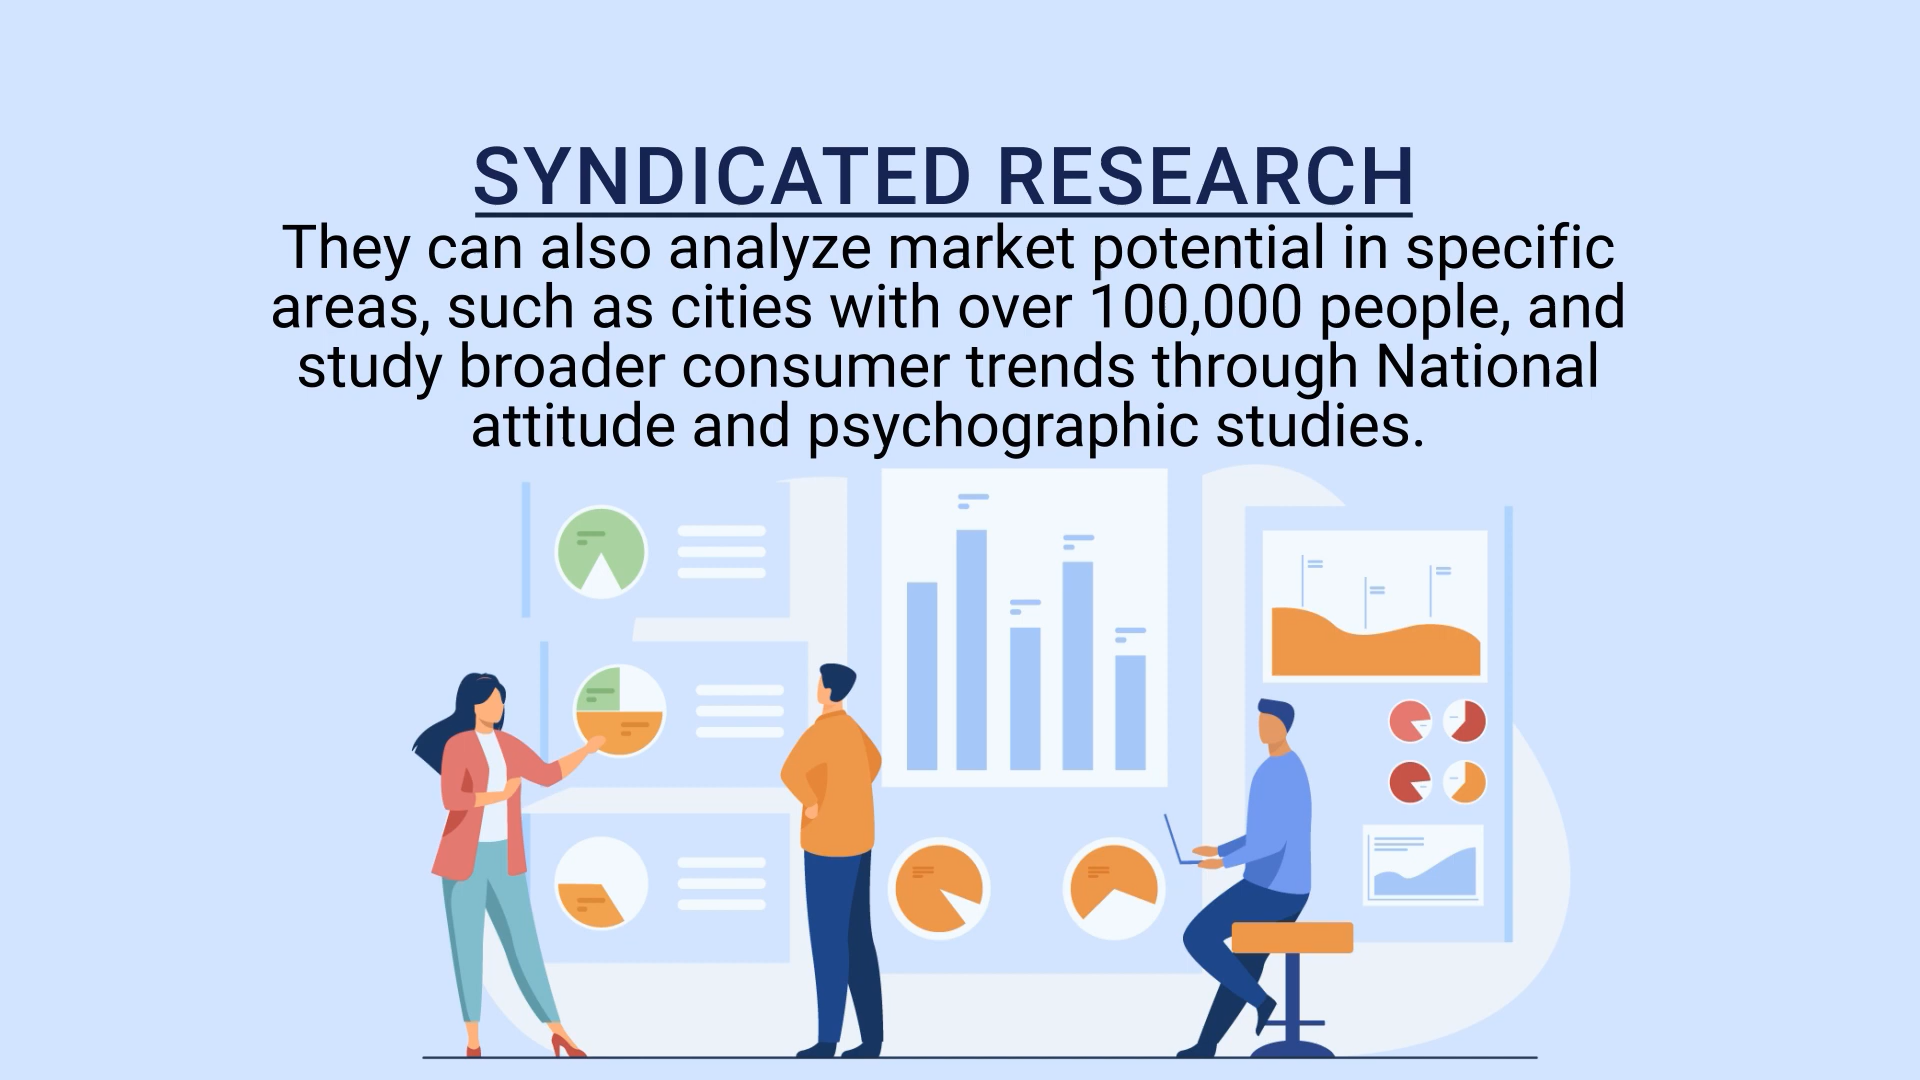 SYNDICATED RESEARCH
They can also analyze market potential in specific
areas, such as cities with over 100,000 people, and
study broader consumer trends through National
attitude and psychographic studies.